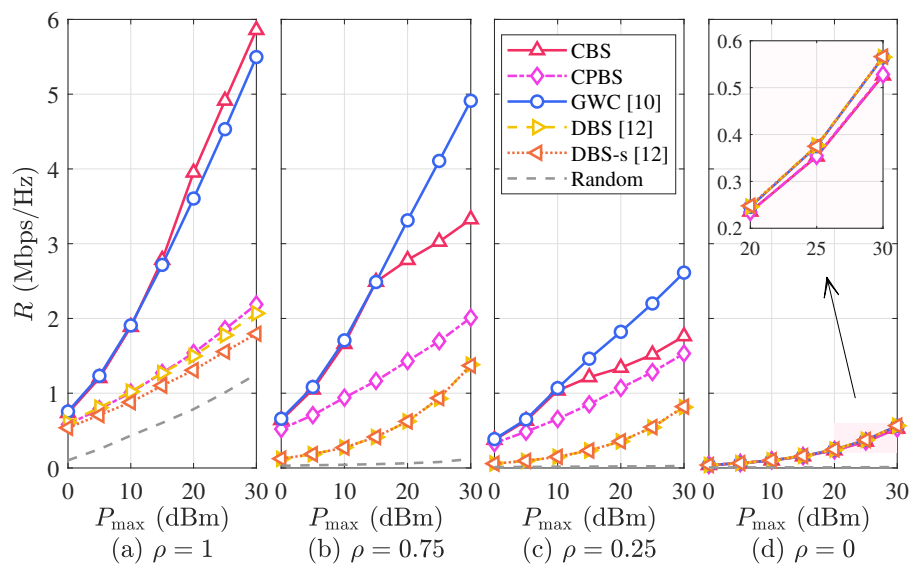 R (Mbps/Hz)
6
5
4
3
2
1
0
0 10 20 30
P_max (dBm)
(a) ρ = 1
0 10 20 30
P_max (dBm)
(b) ρ = 0.75
CBS
CPBS
GWC [10]
DBS [12]
DBS-s [12]
Random
0 10 20 30
P_max (dBm)
(c) ρ = 0.25
0.6
0.5
0.4
0.3
0.2
20 25 30
0 10 20 30
P_max (dBm)
(d) ρ = 0